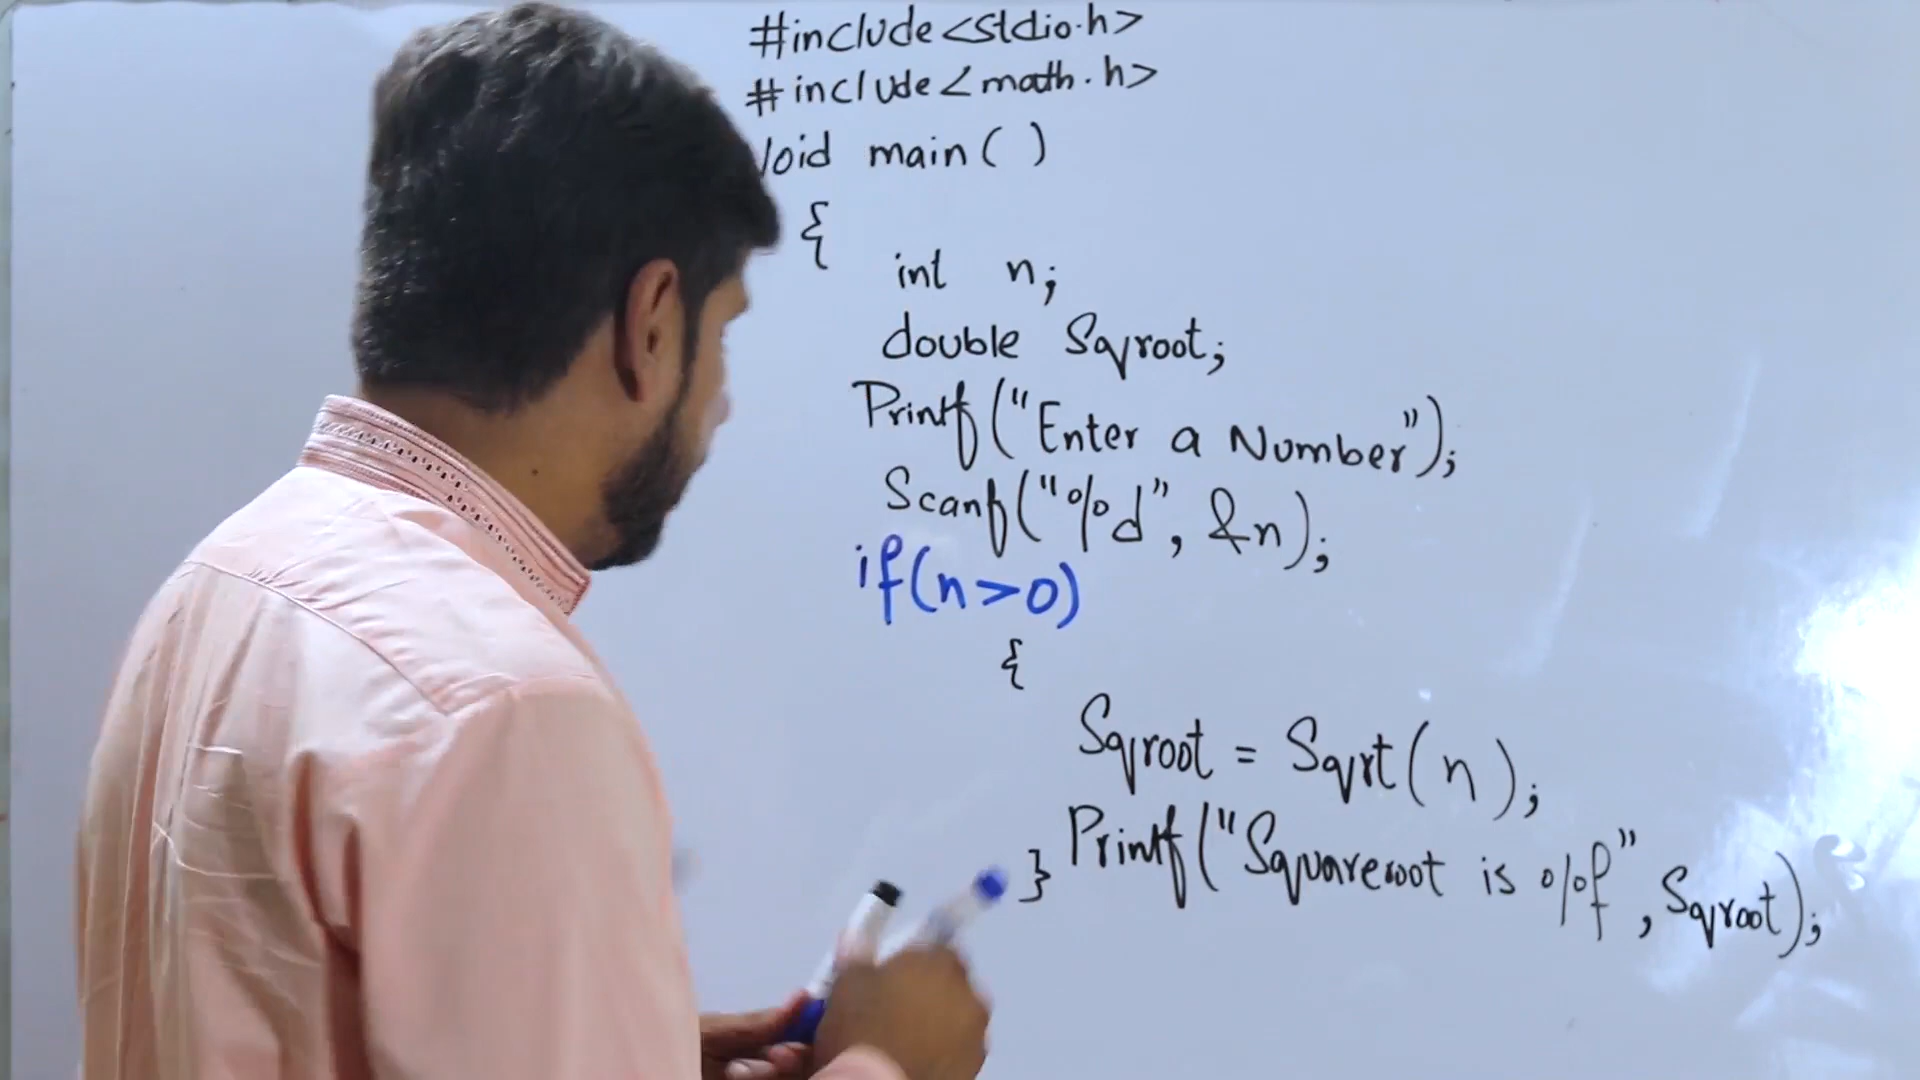 #include<stdio.h>
#include<math.h>
void main( )
{
int n;
double Sqroot;
Printf("Enter a Number");
Scanf("%d", &n);
if(n>0)
{
Sqroot = Sqrt(n);
Printf("Squareroot is %f", Sqroot);
}